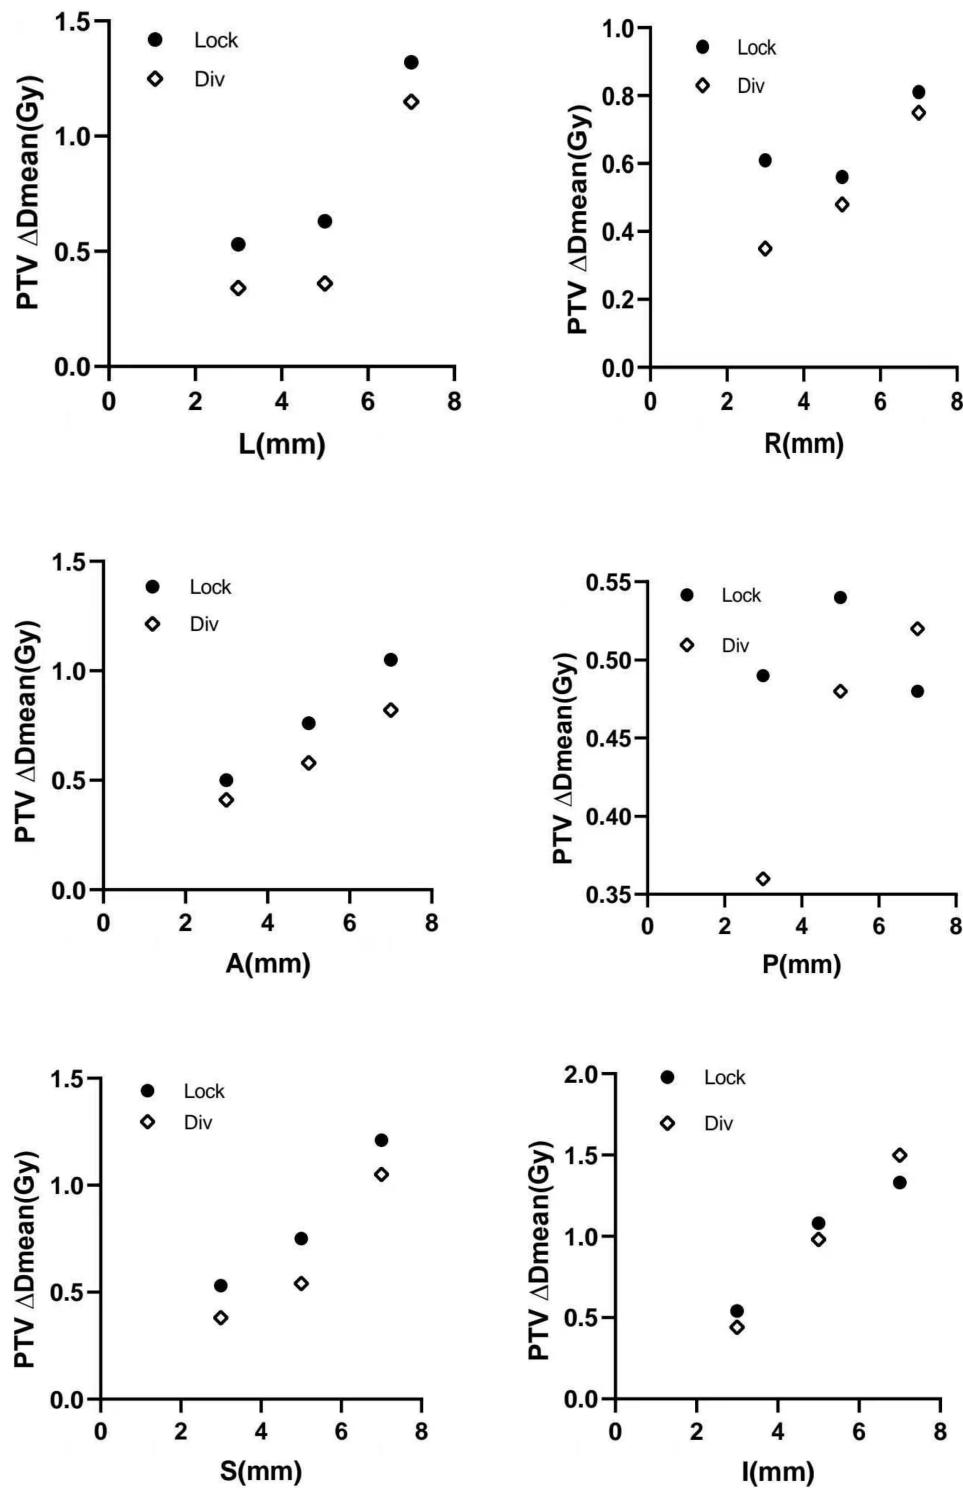 1.5
1.0
0.5
0.0
PTV ΔDmean(Gy)
Lock
Div
0 2 4 6 8
L(mm)
1.0
0.8
0.6
0.4
0.2
0.0
PTV ΔDmean(Gy)
Lock
Div
0 2 4 6 8
R(mm)
1.5
1.0
0.5
0.0
PTV ΔDmean(Gy)
Lock
Div
0 2 4 6 8
A(mm)
0.55
0.50
0.45
0.40
0.35
PTV ΔDmean(Gy)
Lock
Div
0 2 4 6 8
P(mm)
1.5
1.0
0.5
0.0
PTV ΔDmean(Gy)
Lock
Div
0 2 4 6 8
S(mm)
2.0
1.5
1.0
0.5
0.0
PTV ΔDmean(Gy)
Lock
Div
0 2 4 6 8
I(mm)